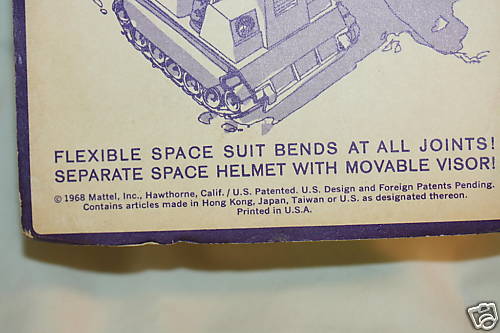 FLEXIBLE SPACE SUIT BENDS AT ALL JOINTS!
SEPARATE SPACE HELMET WITH MOVABLE VISOR!
© 1968 Mattel, Inc., Hawthorne, Calif. / U.S. Patented. U.S. Design and Foreign Patents Pending.
Contains articles made in Hong Kong, Japan, Taiwan or U.S. as designated thereon.
Printed in U.S.A.